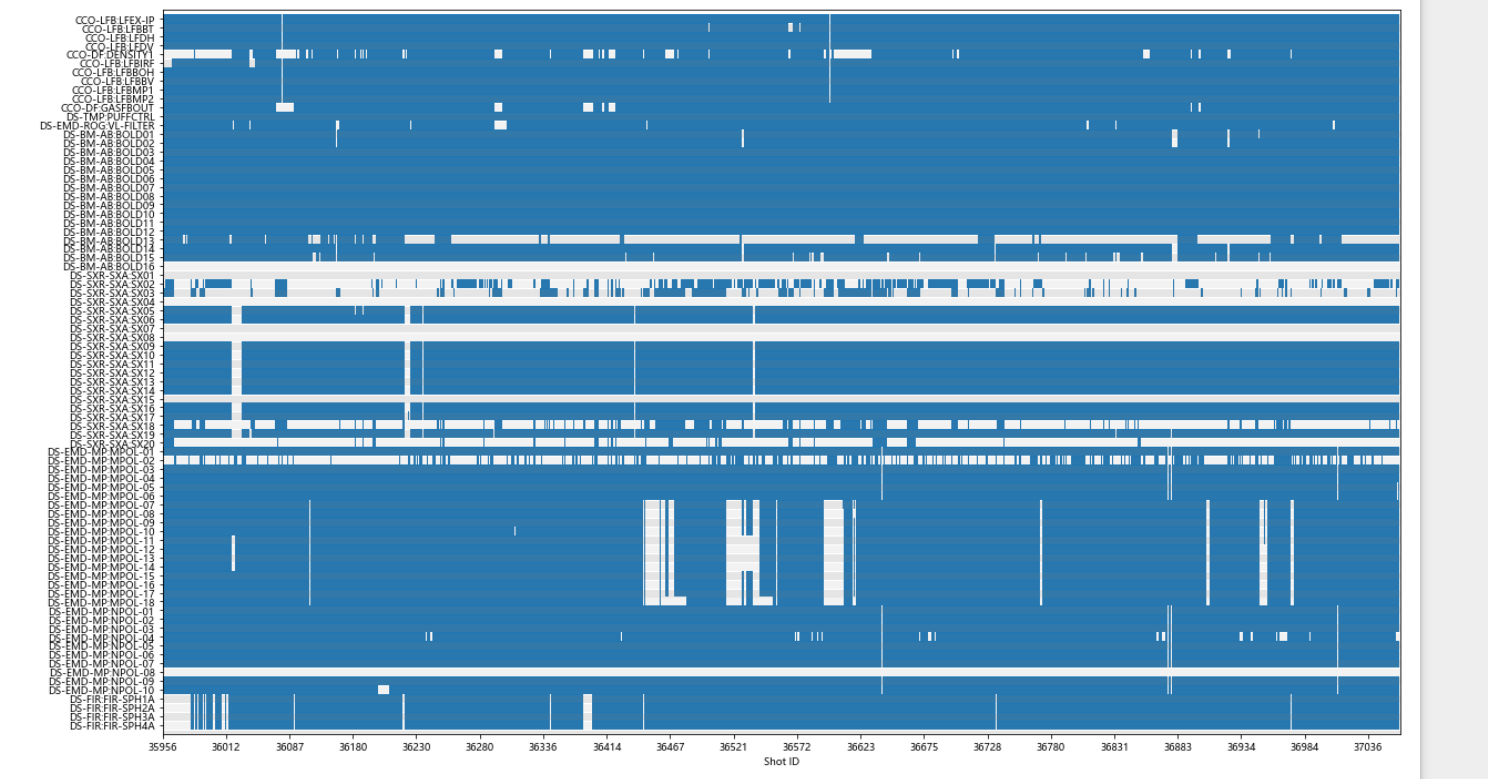 CCO-LFB:LFEX-IP
CCO-LFB:LFBBT
CCO-LFB:LFDH
CCO-LFB:LFDV
CCO-DF:DENSITY1
CCO-LFB:LFBIRF
CCO-LFB:LFBBOH
CCO-LFB:LFBBV
CCO-LFB:LFBMP1
CCO-LFB:LFBMP2
CCO-DF:GASFBOUT
DS-TMP:PUFFCTRL
DS-EMD-ROG:VL-FILTER
DS-BM-AB:BOLD01
DS-BM-AB:BOLD02
DS-BM-AB:BOLD03
DS-BM-AB:BOLD04
DS-BM-AB:BOLD05
DS-BM-AB:BOLD06
DS-BM-AB:BOLD07
DS-BM-AB:BOLD08
DS-BM-AB:BOLD09
DS-BM-AB:BOLD10
DS-BM-AB:BOLD11
DS-BM-AB:BOLD12
DS-BM-AB:BOLD13
DS-BM-AB:BOLD14
DS-BM-AB:BOLD15
DS-BM-AB:BOLD16
DS-SXR-SXA:SX01
DS-SXR-SXA:SX02
DS-SXR-SXA:SX03
DS-SXR-SXA:SX04
DS-SXR-SXA:SX05
DS-SXR-SXA:SX06
DS-SXR-SXA:SX07
DS-SXR-SXA:SX08
DS-SXR-SXA:SX09
DS-SXR-SXA:SX10
DS-SXR-SXA:SX11
DS-SXR-SXA:SX12
DS-SXR-SXA:SX13
DS-SXR-SXA:SX14
DS-SXR-SXA:SX15
DS-SXR-SXA:SX16
DS-SXR-SXA:SX17
DS-SXR-SXA:SX18
DS-SXR-SXA:SX19
DS-SXR-SXA:SX20
DS-EMD-MP:MPOL-01
DS-EMD-MP:MPOL-02
DS-EMD-MP:MPOL-03
DS-EMD-MP:MPOL-04
DS-EMD-MP:MPOL-05
DS-EMD-MP:MPOL-06
DS-EMD-MP:MPOL-07
DS-EMD-MP:MPOL-08
DS-EMD-MP:MPOL-09
DS-EMD-MP:MPOL-10
DS-EMD-MP:MPOL-11
DS-EMD-MP:MPOL-12
DS-EMD-MP:MPOL-13
DS-EMD-MP:MPOL-14
DS-EMD-MP:MPOL-15
DS-EMD-MP:MPOL-16
DS-EMD-MP:MPOL-17
DS-EMD-MP:MPOL-18
DS-EMD-MP:NPOL-01
DS-EMD-MP:NPOL-02
DS-EMD-MP:NPOL-03
DS-EMD-MP:NPOL-04
DS-EMD-MP:NPOL-05
DS-EMD-MP:NPOL-06
DS-EMD-MP:NPOL-07
DS-EMD-MP:NPOL-08
DS-EMD-MP:NPOL-09
DS-EMD-MP:NPOL-10
DS-FIR:FIR-SPH1A
DS-FIR:FIR-SPH2A
DS-FIR:FIR-SPH3A
DS-FIR:FIR-SPH4A
35956 36012 36087 36180 36230 36280 36336 36414 36467 36521 36572 36623 36675 36728 36780 36831 36883 36934 36984 37036
Shot ID